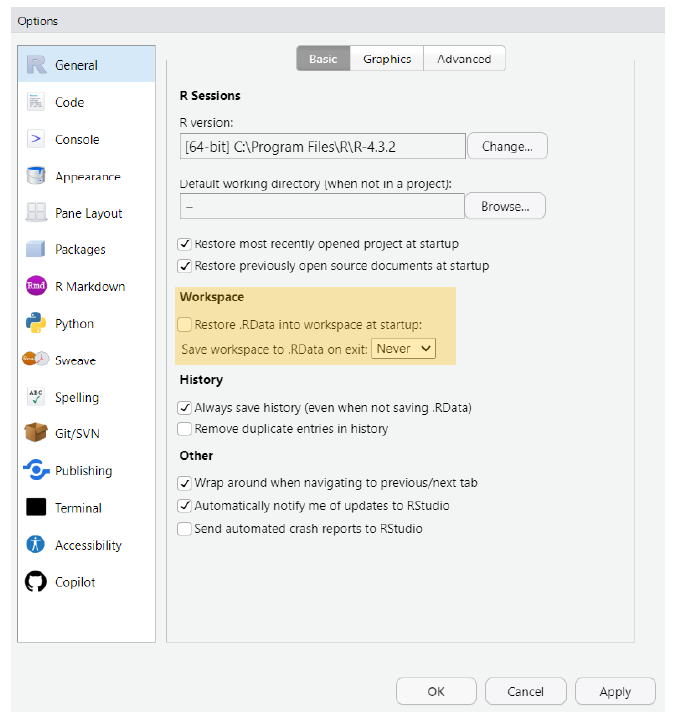 Options
General
Code
Console
Appearance
Pane Layout
Packages
Rmd R Markdown
Python
Sweave
ABC Spelling
Git/SVN
Publishing
Terminal
Accessibility
Copilot
Basic Graphics Advanced
R Sessions
R version:
[64-bit] C:\Program Files\R\R-4.3.2 Change...
Default working directory (when not in a project):
~ Browse...
Restore most recently opened project at startup
Restore previously open source documents at startup
Workspace
Restore .RData into workspace at startup:
Save workspace to .RData on exit: Never
History
Always save history (even when not saving .RData)
Remove duplicate entries in history
Other
Wrap around when navigating to previous/next tab
Automatically notify me of updates to RStudio
Send automated crash reports to RStudio
OK Cancel Apply